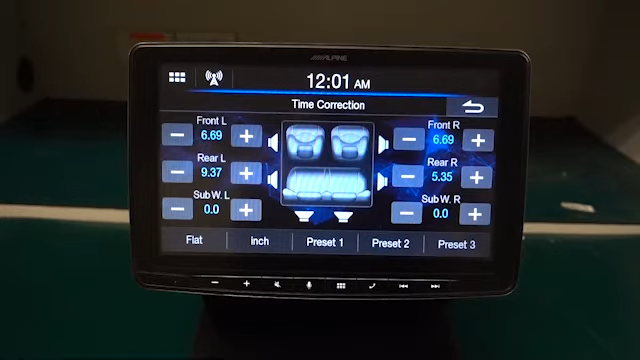 ALPINE
12:01 AM
Time Correction
Front L
6.69
Front R
6.69
Rear L
9.37
Rear R
5.35
Sub W. L
0.0
Sub W. R
0.0
Flat
inch
Preset 1
Preset 2
Preset 3